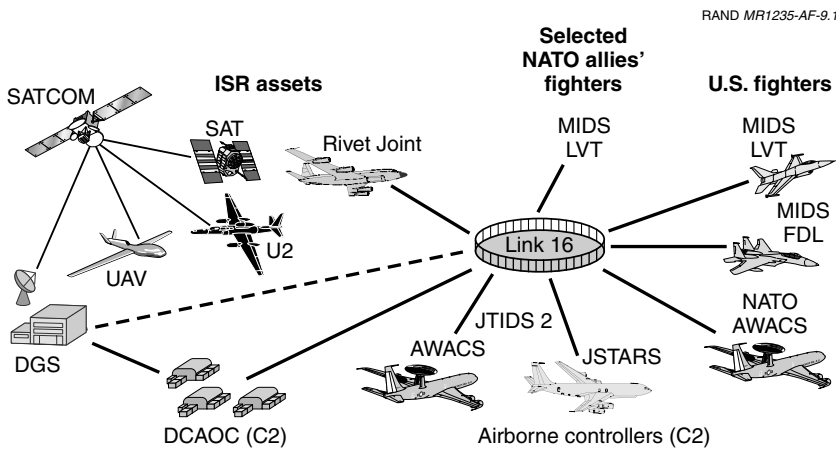 RAND MR1235-AF-9.1
Selected
NATO allies'
fighters
ISR assets
U.S. fighters
SATCOM
SAT
Rivet Joint
MIDS
LVT
MIDS
LVT
MIDS
FDL
U2
UAV
Link 16
DGS
JTIDS 2
NATO
AWACS
AWACS
JSTARS
DCAOC (C2)
Airborne controllers (C2)